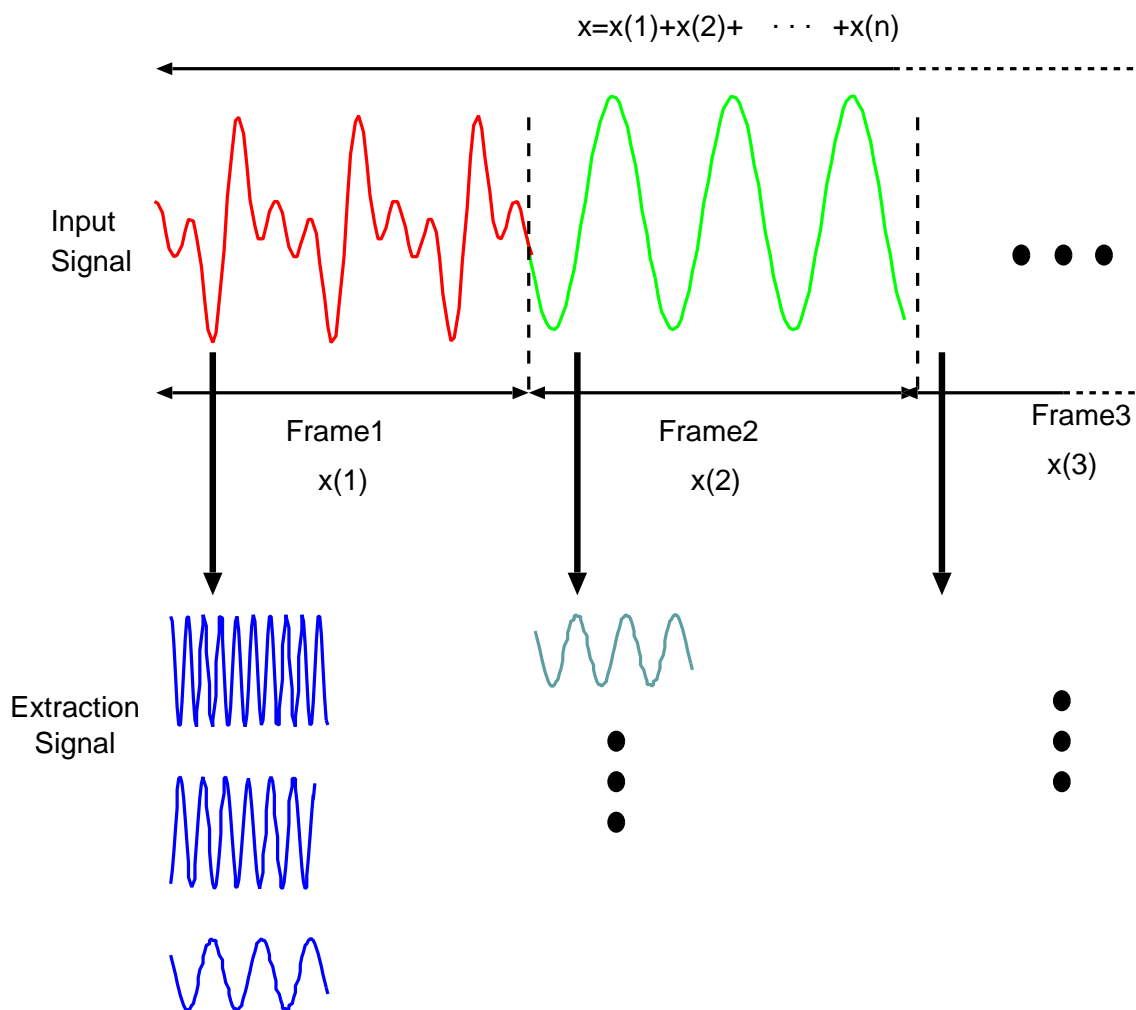 x=x(1)+x(2)+ · · · +x(n)
Input
Signal
Frame1
x(1)
Frame2
x(2)
Frame3
x(3)
Extraction
Signal